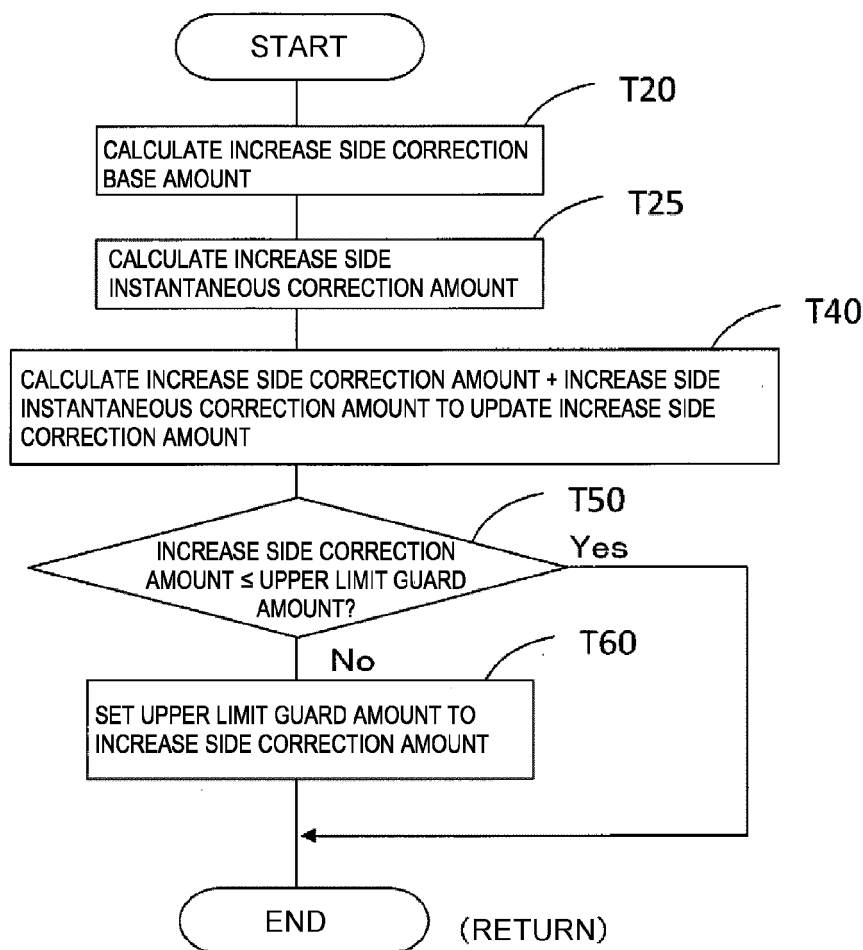 START
T20
CALCULATE INCREASE SIDE CORRECTION
BASE AMOUNT
T25
CALCULATE INCREASE SIDE
INSTANTANEOUS CORRECTION AMOUNT
T40
CALCULATE INCREASE SIDE CORRECTION AMOUNT + INCREASE SIDE
INSTANTANEOUS CORRECTION AMOUNT TO UPDATE INCREASE SIDE
CORRECTION AMOUNT
T50
INCREASE SIDE CORRECTION
AMOUNT ≤ UPPER LIMIT GUARD
AMOUNT?
Yes
No
T60
SET UPPER LIMIT GUARD AMOUNT TO
INCREASE SIDE CORRECTION AMOUNT
END
(RETURN)